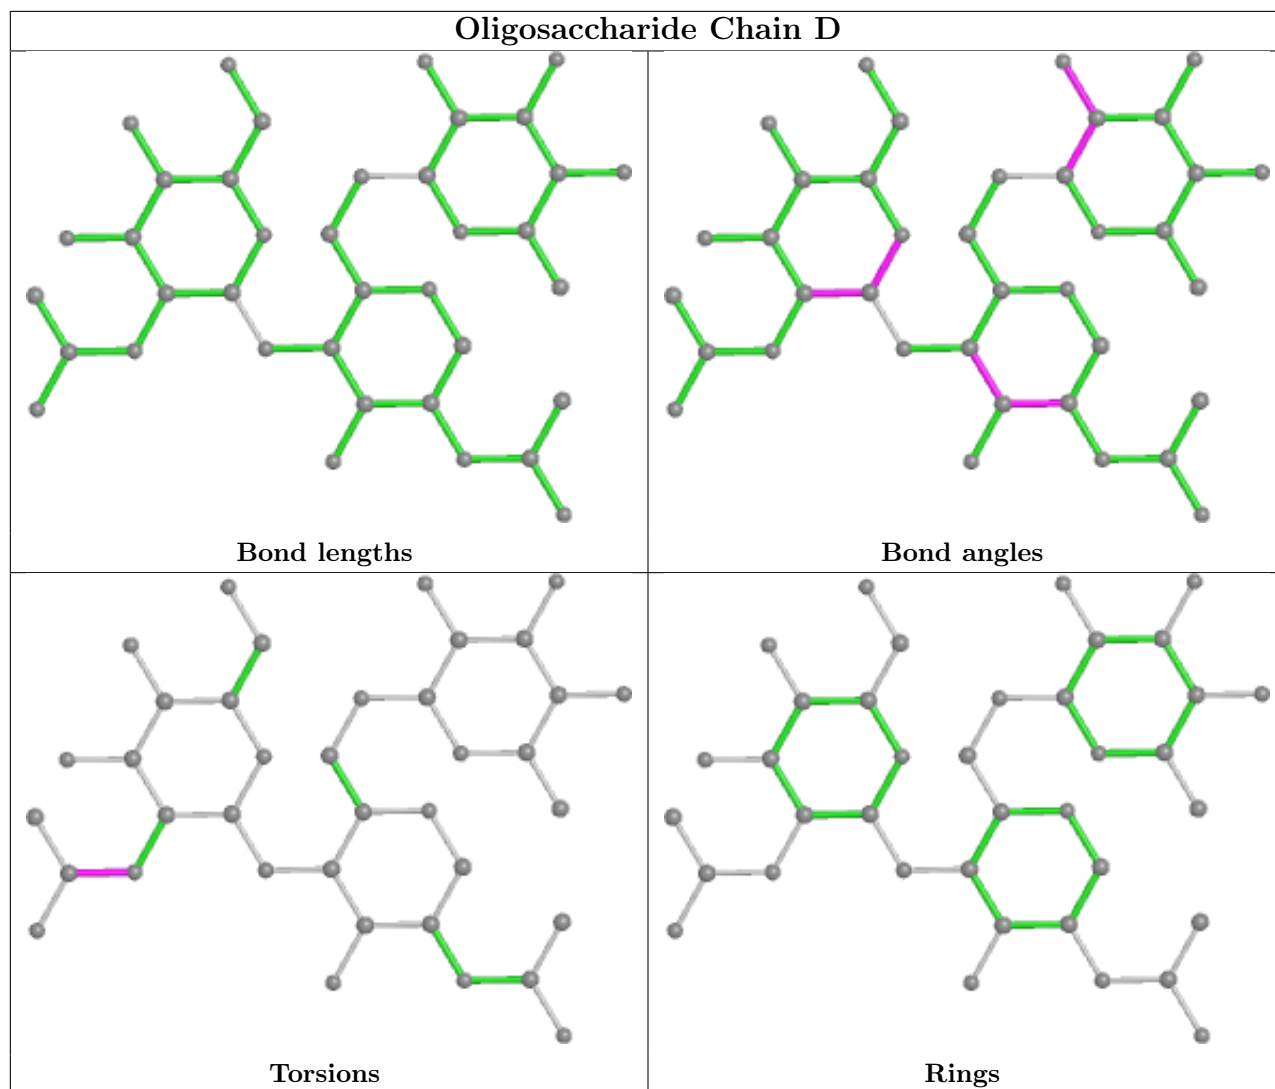 Oligosaccharide Chain D
Bond lengths
Bond angles
Torsions
Rings